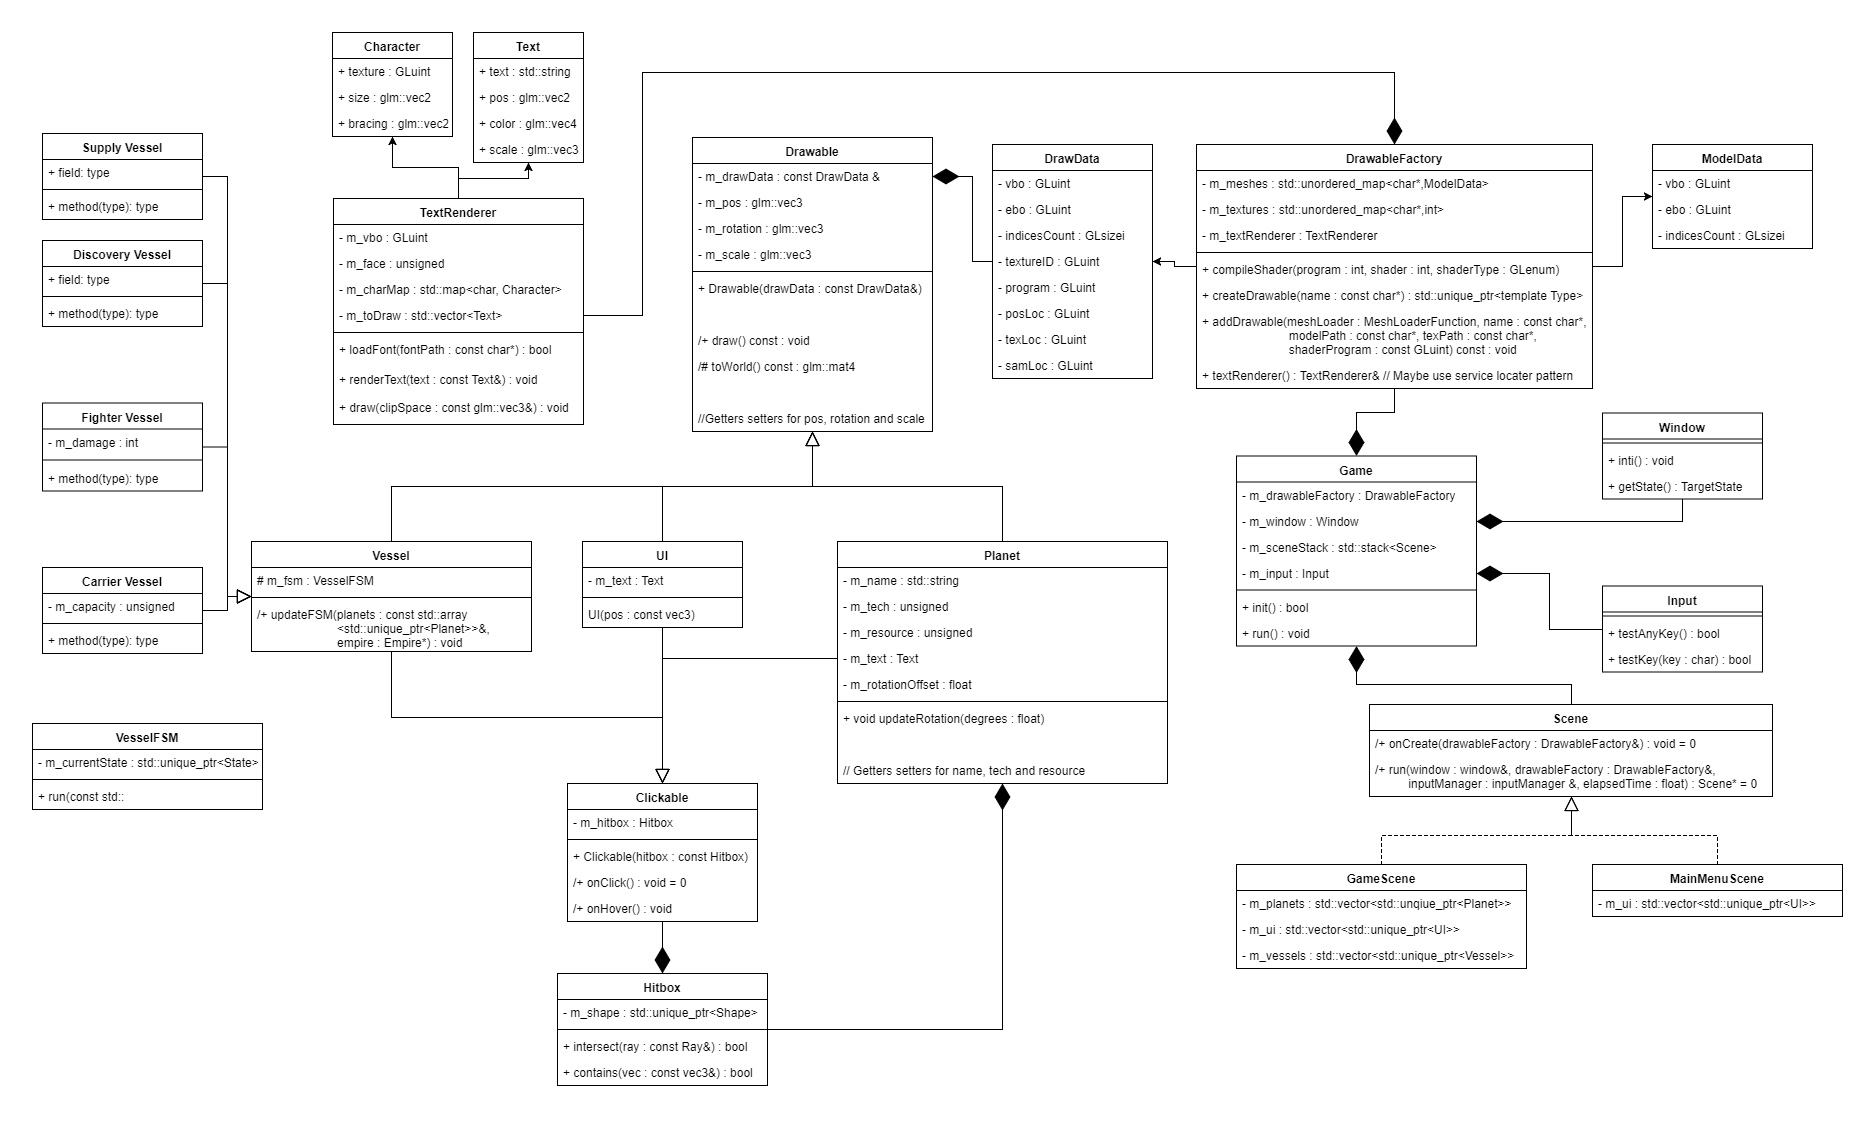 Character
+ texture : GLuint
+ size : glm::vec2
+ bracing : glm::vec2
Text
+ text : std::string
+ pos : glm::vec2
+ color : glm::vec4
+ scale : glm::vec3
Supply Vessel
+ field: type
+ method(type): type
Discovery Vessel
+ field: type
+ method(type): type
Fighter Vessel
- m_damage : int
+ method(type): type
Carrier Vessel
- m_capacity : unsigned
+ method(type): type
TextRenderer
- m_vbo : GLuint
- m_face : unsigned
- m_charMap : std::map<char, Character>
- m_toDraw : std::vector<Text>
+ loadFont(fontPath : const char*) : bool
+ renderText(text : const Text&) : void
+ draw(clipSpace : const glm::vec3&) : void
Drawable
- m_drawData : const DrawData &
- m_pos : glm::vec3
- m_rotation : glm::vec3
- m_scale : glm::vec3
+ Drawable(drawData : const DrawData&)
/+ draw() const : void
/# toWorld() const : glm::mat4
//Getters setters for pos, rotation and scale
DrawData
- vbo : GLuint
- ebo : GLuint
- indicesCount : GLsizei
- textureID : GLuint
- program : GLuint
- posLoc : GLuint
- texLoc : GLuint
- samLoc : GLuint
DrawableFactory
- m_meshes : std::unordered_map<char*,ModelData>
- m_textures : std::unordered_map<char*,int>
- m_textRenderer : TextRenderer
+ compileShader(program : int, shader : int, shaderType : GLenum)
+ createDrawable(name : const char*) : std::unique_ptr<template Type>
+ addDrawable(meshLoader : MeshLoaderFunction, name : const char*,
modelPath : const char*, texPath : const char*,
shaderProgram : const GLuint) const : void
+ textRenderer() : TextRenderer& // Maybe use service locater pattern
ModelData
- vbo : GLuint
- ebo : GLuint
- indicesCount : GLsizei
Game
- m_drawableFactory : DrawableFactory
- m_window : Window
- m_sceneStack : std::stack<Scene>
- m_input : Input
+ init() : bool
+ run() : void
Window
+ inti() : void
+ getState() : TargetState
Input
+ testAnyKey() : bool
+ testKey(key : char) : bool
Vessel
# m_fsm : VesselFSM
/+ updateFSM(planets : const std::array
<std::unique_ptr<Planet>>&,
empire : Empire*) : void
UI
- m_text : Text
UI(pos : const vec3)
Planet
- m_name : std::string
- m_tech : unsigned
- m_resource : unsigned
- m_text : Text
- m_rotationOffset : float
+ void updateRotation(degrees : float)
// Getters setters for name, tech and resource
VesselFSM
- m_currentState : std::unique_ptr<State>
+ run(const std::
Clickable
- m_hitbox : Hitbox
+ Clickable(hitbox : const Hitbox)
/+ onClick() : void = 0
/+ onHover() : void
Hitbox
- m_shape : std::unique_ptr<Shape>
+ intersect(ray : const Ray&) : bool
+ contains(vec : const vec3&) : bool
Scene
/+ onCreate(drawableFactory : DrawableFactory&) : void = 0
/+ run(window : window&, drawableFactory : DrawableFactory&,
inputManager : inputManager &, elapsedTime : float) : Scene* = 0
GameScene
- m_planets : std::vector<std::unqiue_ptr<Planet>>
- m_ui : std::vector<std::unique_ptr<UI>>
- m_vessels : std::vector<std::unique_ptr<Vessel>>
MainMenuScene
- m_ui : std::vector<std::unique_ptr<UI>>